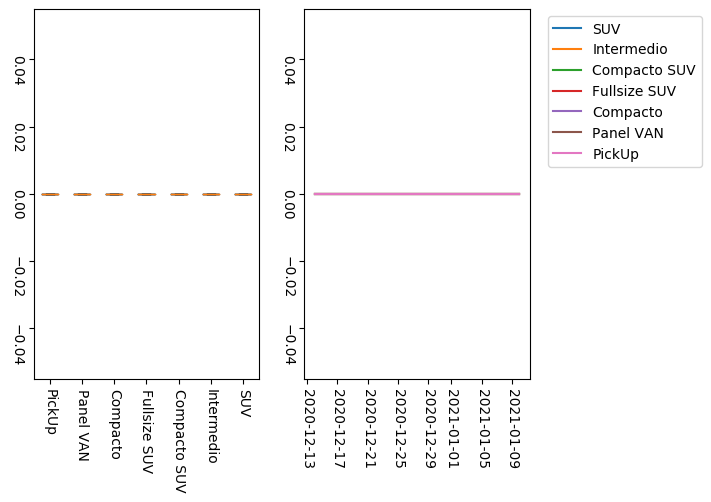 0.04
0.02
0.00
−0.02
−0.04
PickUp
Panel VAN
Compacto
Fullsize SUV
Compacto SUV
Intermedio
SUV
0.04
0.02
0.00
−0.02
−0.04
2020-12-13
2020-12-17
2020-12-21
2020-12-25
2020-12-29
2021-01-01
2021-01-05
2021-01-09
SUV
Intermedio
Compacto SUV
Fullsize SUV
Compacto
Panel VAN
PickUp